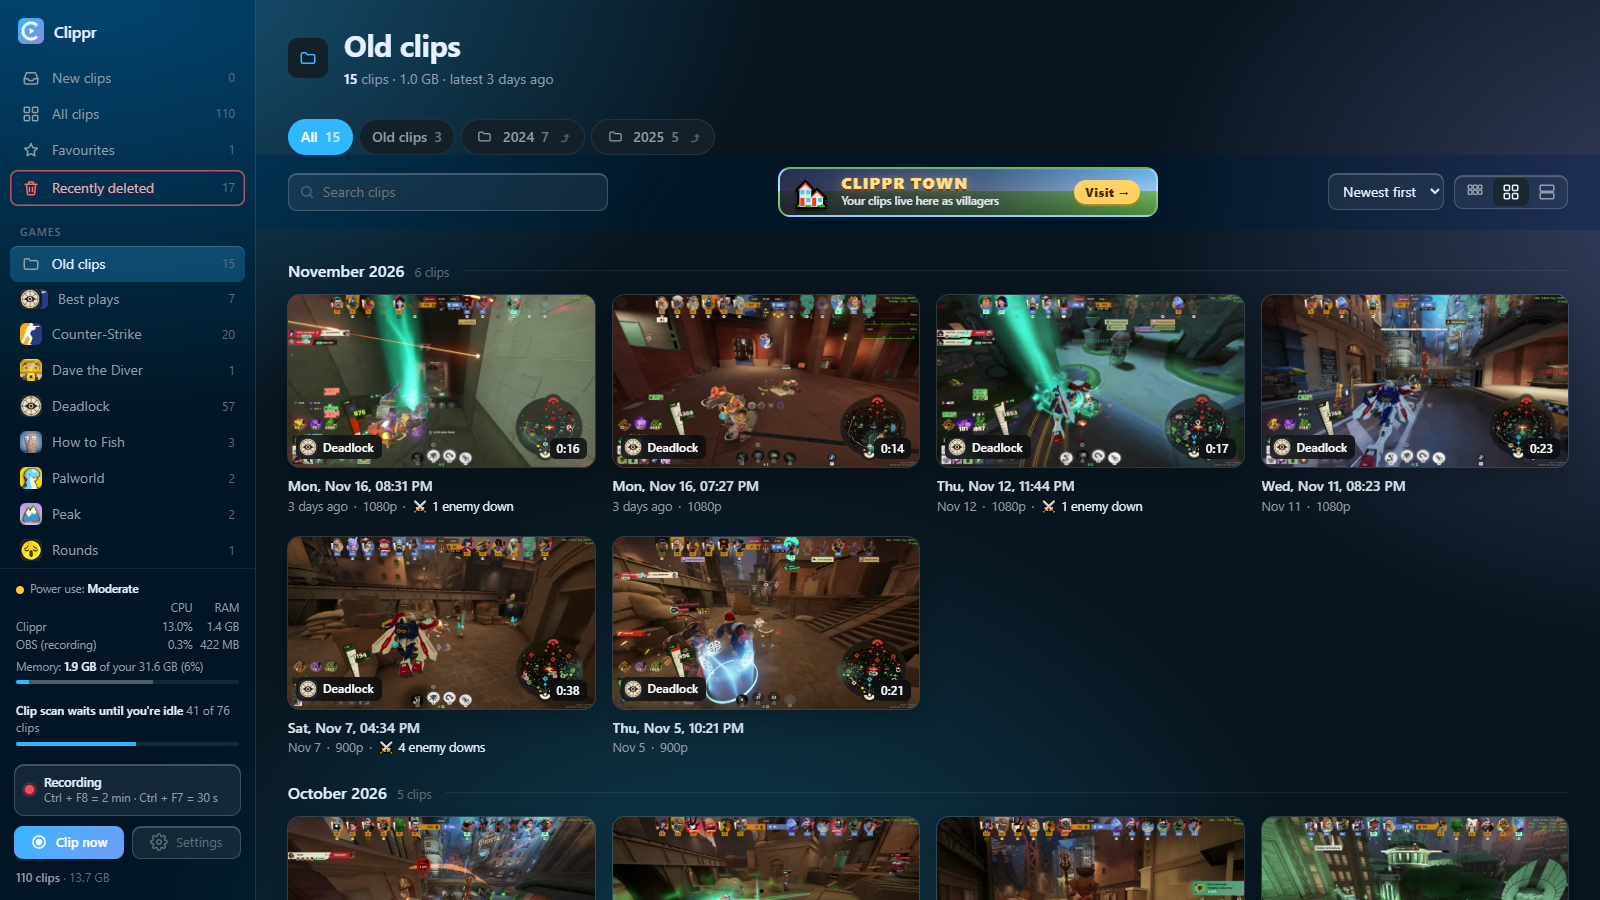 Clippr
New clips 0
All clips 110
Favourites 1
Recently deleted 17
GAMES
Old clips 15
Best plays 7
Counter-Strike 20
Dave the Diver 1
Deadlock 57
How to Fish 3
Palworld 2
Peak 2
Rounds 1
Power use: Moderate
CPU RAM
Clippr 13.0% 1.4 GB
OBS (recording) 0.3% 422 MB
Memory: 1.9 GB of your 31.6 GB (6%)
Clip scan waits until you're idle 41 of 76
clips
Recording
Ctrl + F8 = 2 min · Ctrl + F7 = 30 s
Clip now
Settings
110 clips · 13.7 GB
Old clips
15 clips · 1.0 GB · latest 3 days ago
All 15
Old clips 3
2024 7
2025 5
Search clips
CLIPPR TOWN
Your clips live here as villagers
Visit →
Newest first
November 2026 6 clips
Deadlock 0:16
Deadlock 0:14
Deadlock 0:17
Deadlock 0:23
Mon, Nov 16, 08:31 PM
3 days ago · 1080p · 1 enemy down
Mon, Nov 16, 07:27 PM
3 days ago · 1080p
Thu, Nov 12, 11:44 PM
Nov 12 · 1080p · 1 enemy down
Wed, Nov 11, 08:23 PM
Nov 11 · 1080p
Deadlock 0:38
Deadlock 0:21
Sat, Nov 7, 04:34 PM
Nov 7 · 900p · 4 enemy downs
Thu, Nov 5, 10:21 PM
Nov 5 · 900p
October 2026 5 clips